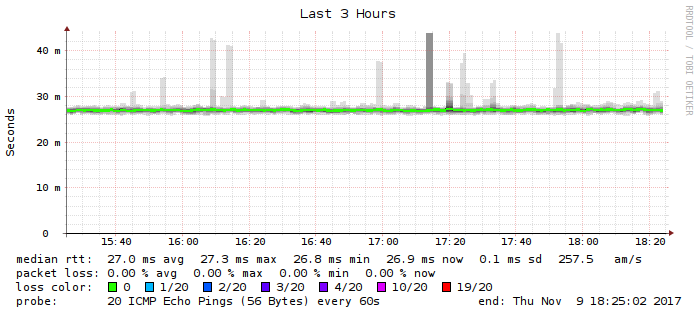 Last 3 Hours
RRDTOOL / TOBI OETIKER
Seconds
40 m
30 m
20 m
10 m
0
15:40 16:00 16:20 16:40 17:00 17:20 17:40 18:00 18:20
median rtt: 27.0 ms avg 27.3 ms max 26.8 ms min 26.9 ms now 0.1 ms sd 257.5 am/s
packet loss: 0.00 % avg 0.00 % max 0.00 % min 0.00 % now
loss color: 0 1/20 2/20 3/20 4/20 10/20 19/20
probe: 20 ICMP Echo Pings (56 Bytes) every 60s end: Thu Nov 9 18:25:02 2017